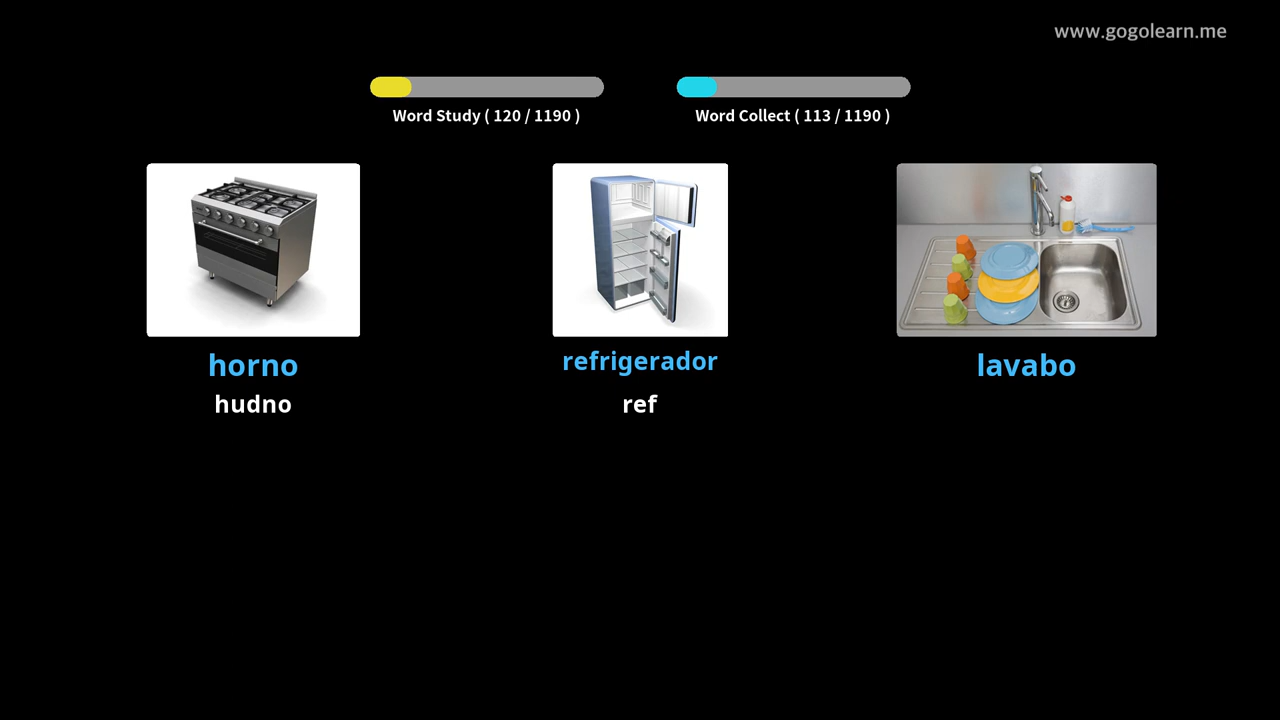 www.gogolearn.me
Word Study ( 120 / 1190 )
Word Collect ( 113 / 1190 )
horno
refrigerador
lavabo
hudno
ref